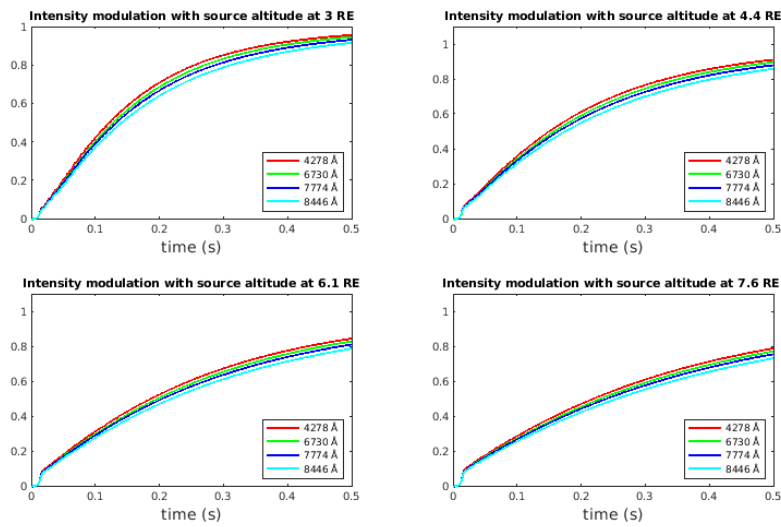 Intensity modulation with source altitude at 3 RE
1
0.8
0.6
0.4
0.2
0
0 0.1 0.2 0.3 0.4 0.5
time (s)
4278 Å
6730 Å
7774 Å
8446 Å
Intensity modulation with source altitude at 4.4 RE
1
0.8
0.6
0.4
0.2
0
0 0.1 0.2 0.3 0.4 0.5
time (s)
4278 Å
6730 Å
7774 Å
8446 Å
Intensity modulation with source altitude at 6.1 RE
1
0.8
0.6
0.4
0.2
0
0 0.1 0.2 0.3 0.4 0.5
time (s)
4278 Å
6730 Å
7774 Å
8446 Å
Intensity modulation with source altitude at 7.6 RE
1
0.8
0.6
0.4
0.2
0
0 0.1 0.2 0.3 0.4 0.5
time (s)
4278 Å
6730 Å
7774 Å
8446 Å